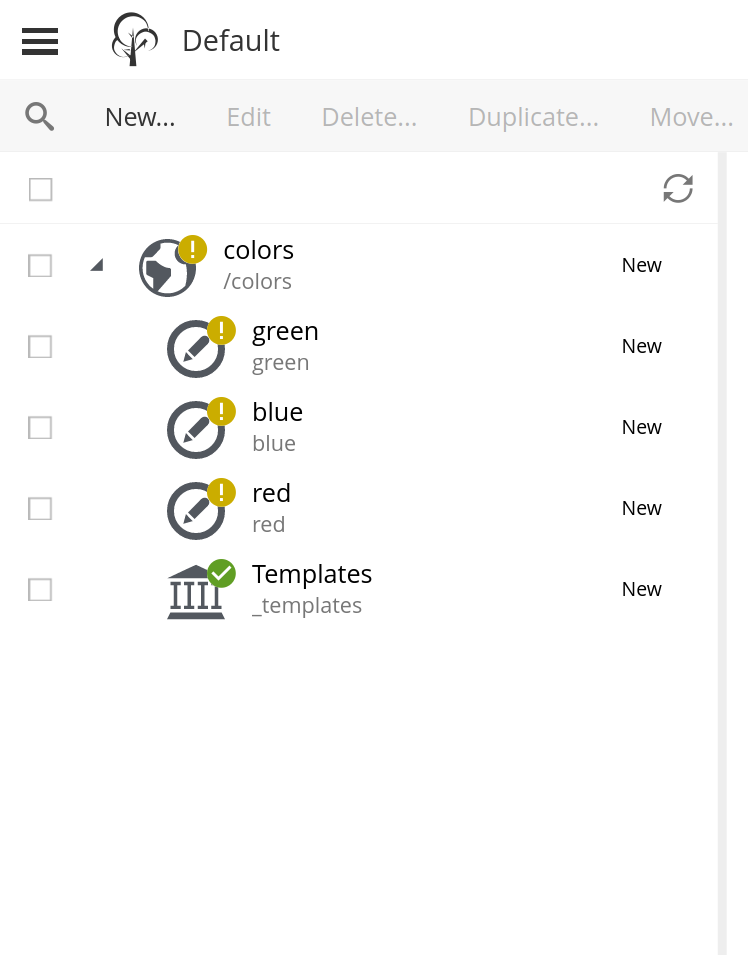 Default
New... Edit Delete... Duplicate... Move...
colors
/colors
New
green
green
New
blue
blue
New
red
red
New
Templates
_templates
New